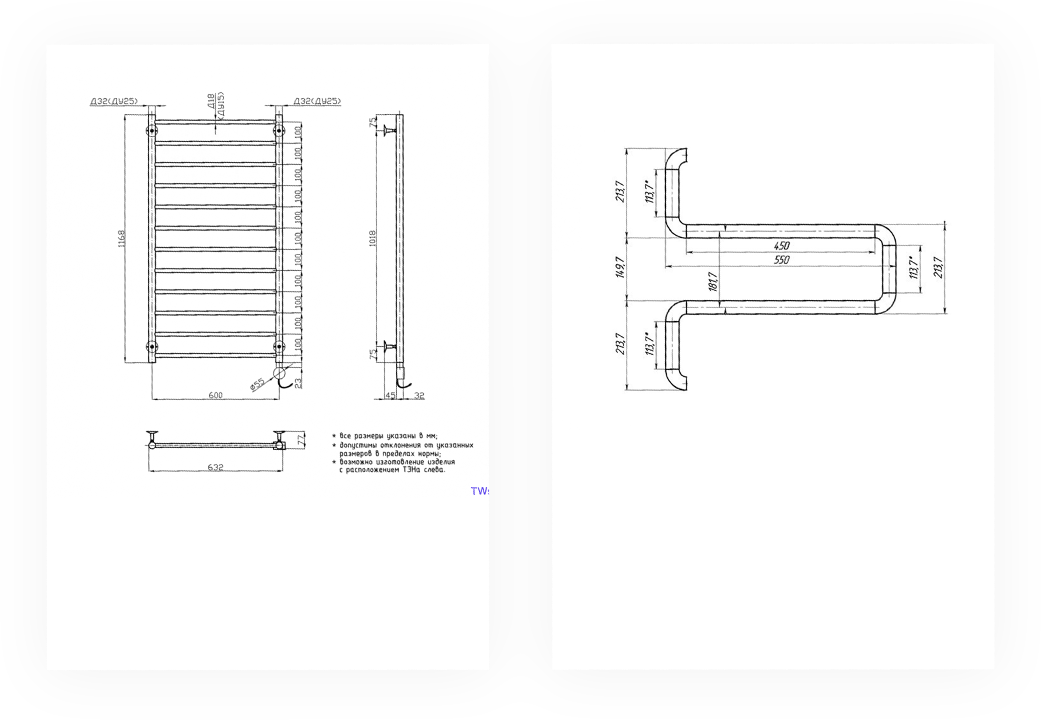 Д32(ДУ25)
Д18
(ДУ15)
Д32(ДУ25)
75
100
100
100
100
100
100
100
100
100
100
100
1168
1018
75
Ø55
23
600
45
32
77
632
* все размеры указаны в мм;
* допустимы отклонения от указанных
размеров в пределах нормы;
* возможно изготовление изделия
с расположением ТЭНа слева.
TWs
213,7
113,7*
450
550
149,7
181,7
113,7*
213,7
213,7
113,7*